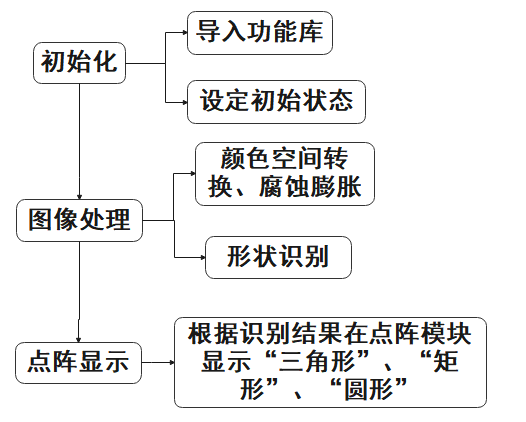 初始化
导入功能库
设定初始状态
图像处理
颜色空间转
换、腐蚀膨胀
形状识别
点阵显示
根据识别结果在点阵模块
显示“三角形”、“矩
形”、“圆形”